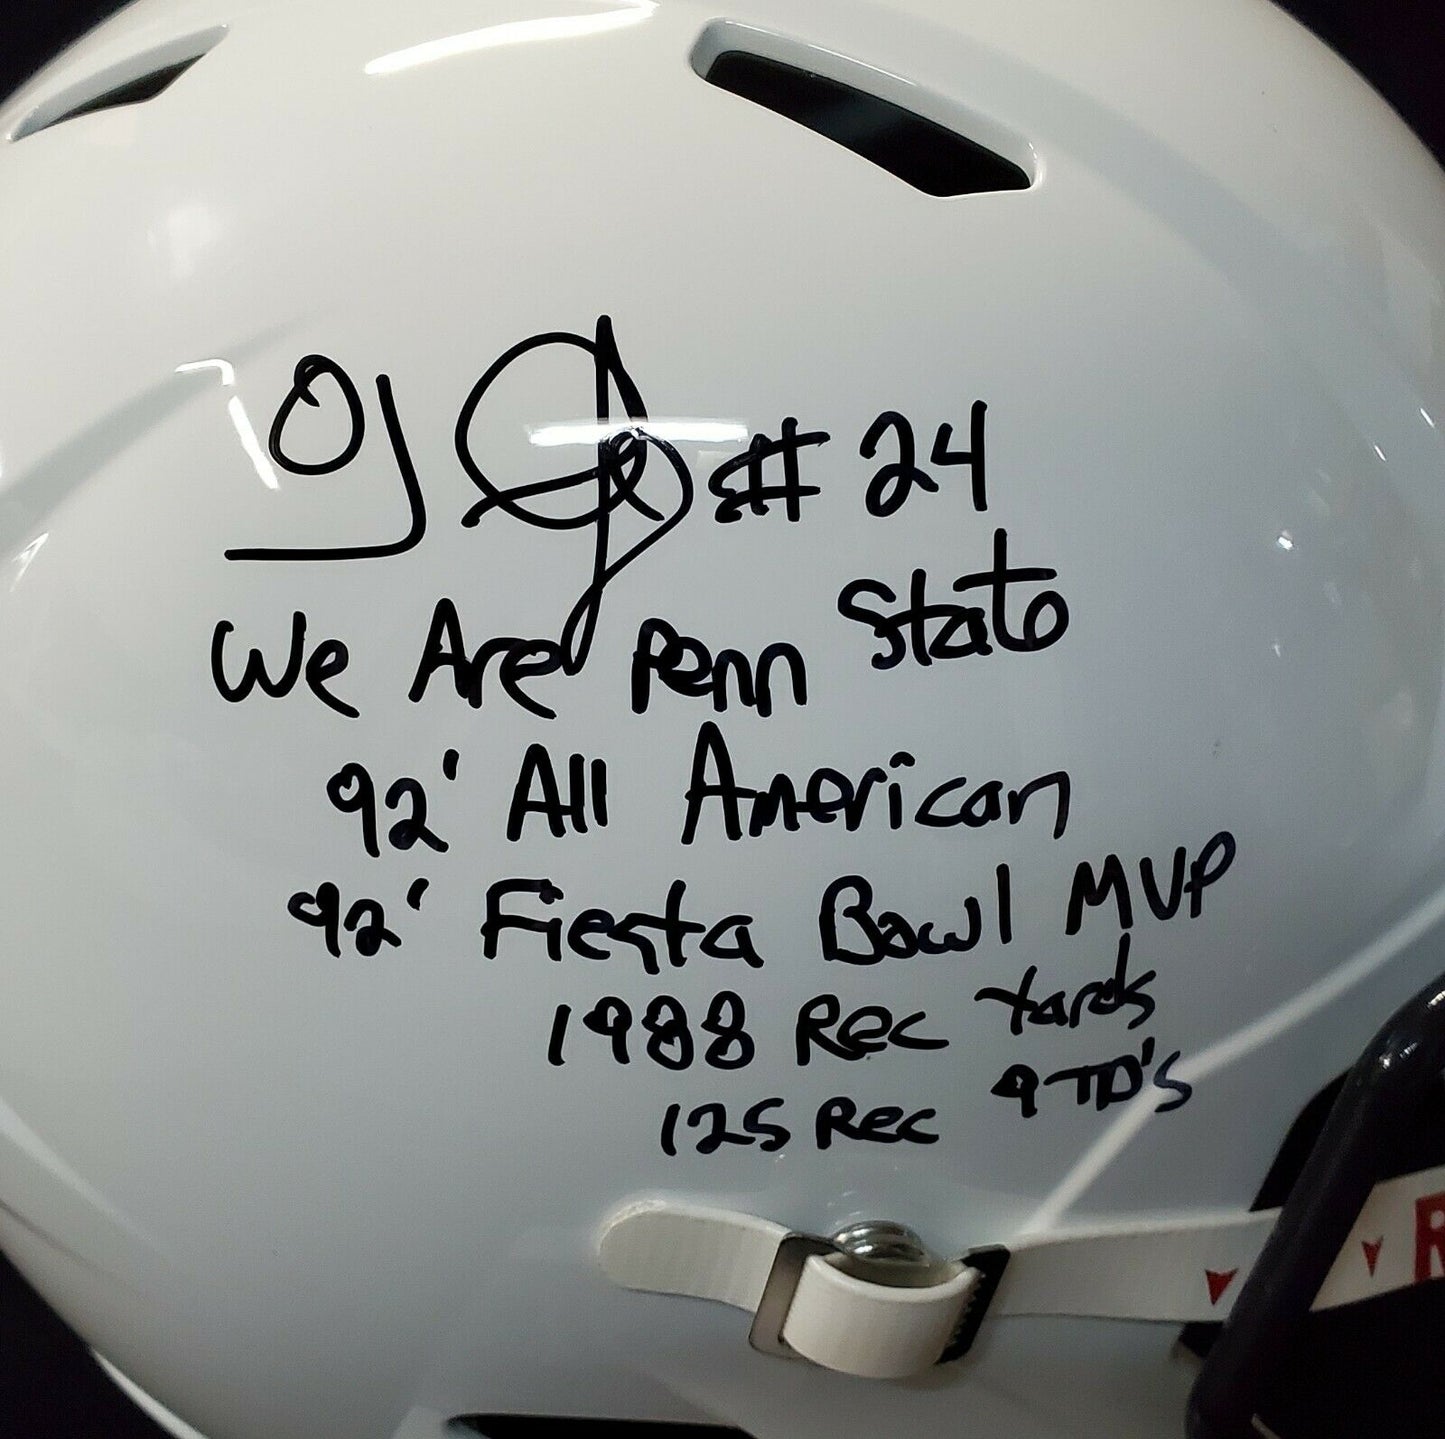 OJ #24
We Are Penn State
92' All American
92' Fiesta Bowl MVP
1988 Rec Yards
125 Rec 9 TD's
R